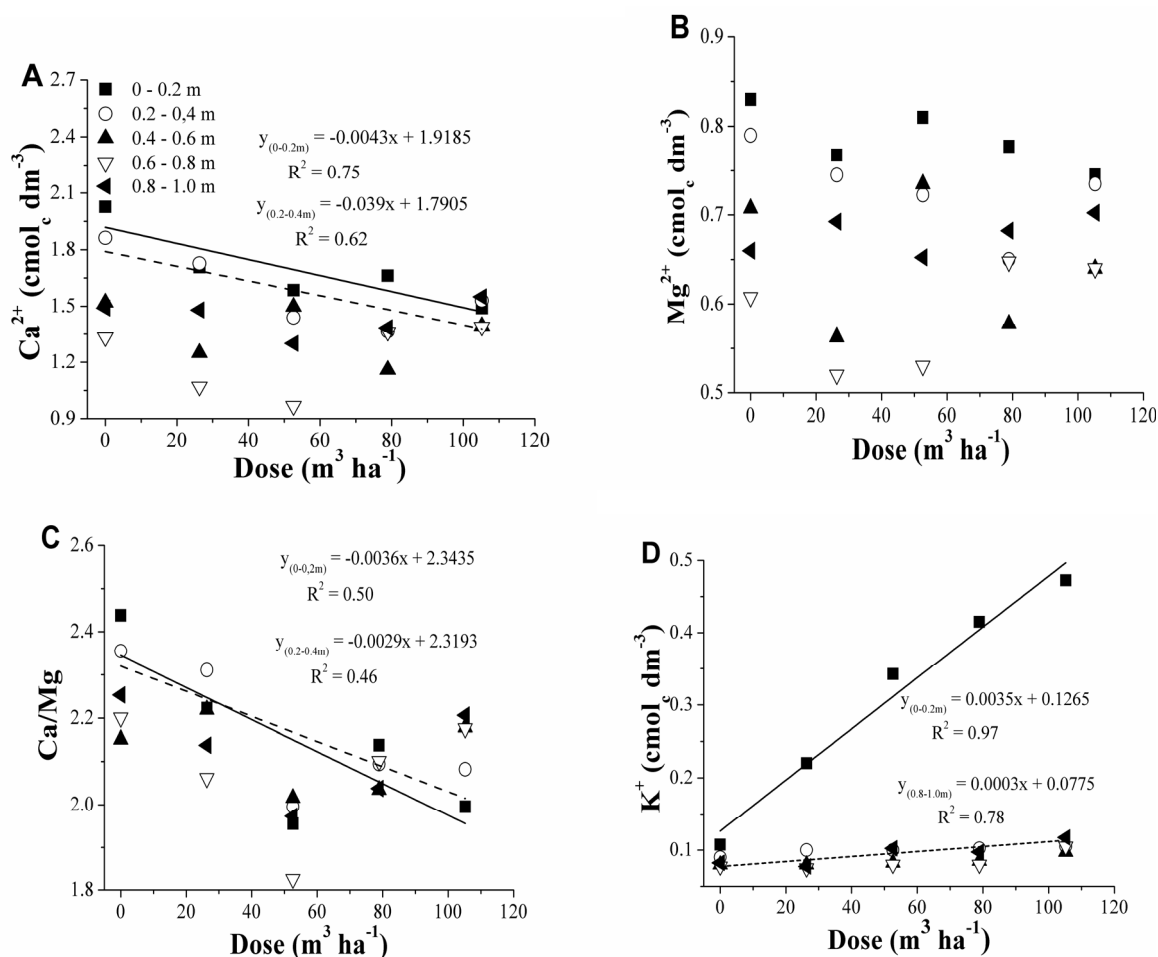 A
Ca²⁺ (cmol_c dm⁻³)
2.7
2.4
2.1
1.8
1.5
1.2
0.9
0 - 0.2 m
0.2 - 0,4 m
0.4 - 0.6 m
0.6 - 0.8 m
0.8 - 1.0 m
y(0-0.2m) = -0.0043x + 1.9185
R² = 0.75
y(0.2-0.4m) = -0.039x + 1.7905
R² = 0.62
0 20 40 60 80 100 120
Dose (m³ ha⁻¹)
B
Mg²⁺ (cmol_c dm⁻³)
0.9
0.8
0.7
0.6
0.5
0 20 40 60 80 100 120
Dose (m³ ha⁻¹)
C
Ca/Mg
2.6
2.4
2.2
2.0
1.8
y(0-0,2m) = -0.0036x + 2.3435
R² = 0.50
y(0.2-0.4m) = -0.0029x + 2.3193
R² = 0.46
0 20 40 60 80 100 120
Dose (m³ ha⁻¹)
D
K⁺ (cmol_c dm⁻³)
0.5
0.4
0.3
0.2
0.1
y(0-0.2m) = 0.0035x + 0.1265
R² = 0.97
y(0.8-1.0m) = 0.0003x + 0.0775
R² = 0.78
0 20 40 60 80 100 120
Dose (m³ ha⁻¹)